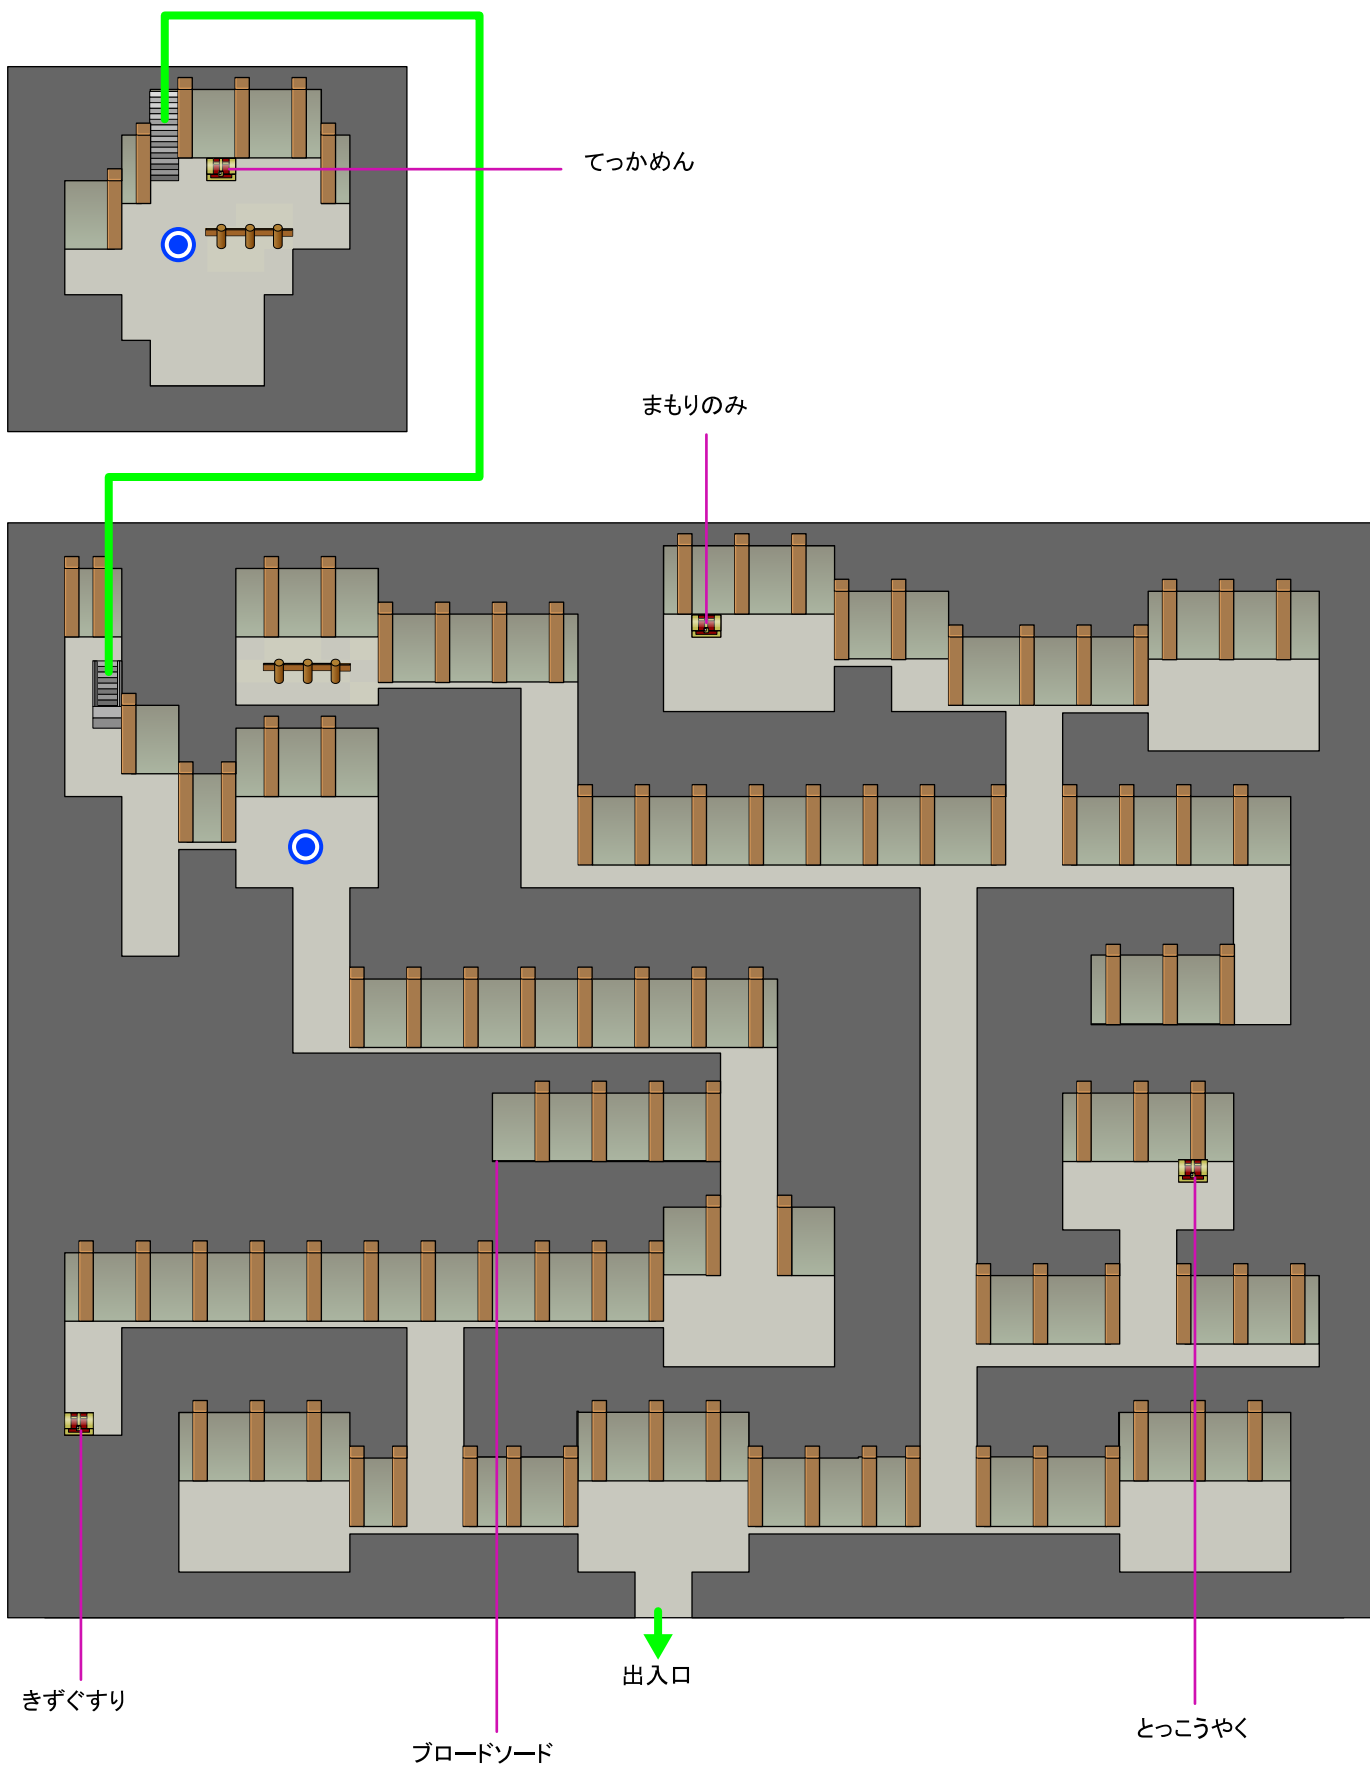 てっかめん
まもりのみ
出入口
きずぐすり
とっこうやく
ブロードソード